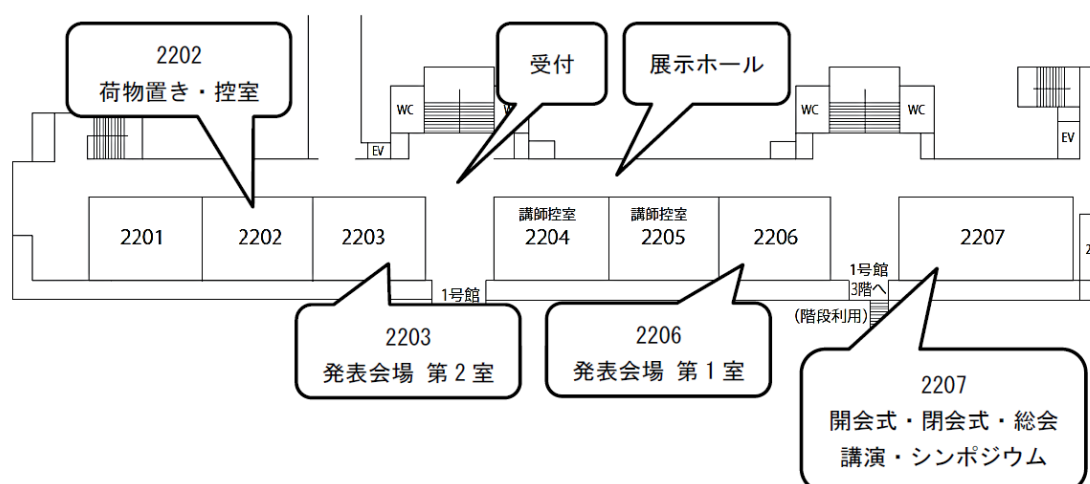 2202
荷物置き・控室
受付
展示ホール
WC
WC
WC
EV
EV
2201
2202
2203
講師控室
2204
講師控室
2205
2206
2207
1号館
1号館
3階へ
(階段利用)
2203
発表会場 第2室
2206
発表会場 第1室
2207
開会式・閉会式・総会
講演・シンポジウム